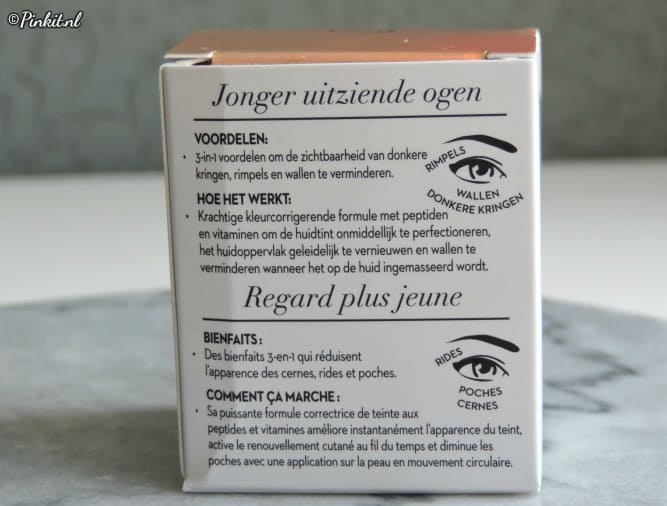 ©Pinkit.nl
Jonger uitziende ogen
VOORDELEN:
• 3-in-1 voordelen om de zichtbaarheid van donkere
kringen, rimpels en wallen te verminderen.
RIMPELS
WALLEN
DONKERE KRINGEN
HOE HET WERKT:
• Krachtige kleurcorrigerende formule met peptiden
en vitaminen om de huidtint onmiddellijk te perfectioneren,
het huidoppervlak geleidelijk te vernieuwen en wallen te
verminderen wanneer het op de huid ingemasseerd wordt.
Regard plus jeune
BIENFAITS :
• Des bienfaits 3-en-1 qui réduisent
l'apparence des cernes, rides et poches.
RIDES
POCHES
CERNES
COMMENT ÇA MARCHE :
• Sa puissante formule correctrice de teinte aux
peptides et vitamines améliore instantanément l'apparence du teint,
active le renouvellement cutané au fil du temps et diminue les
poches avec une application sur la peau en mouvement circulaire.